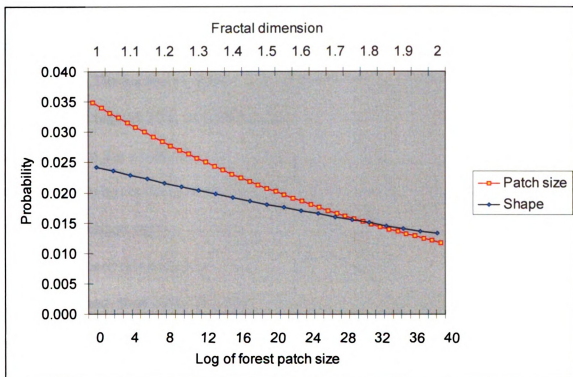 Fractal dimension
1 1.1 1.2 1.3 1.4 1.5 1.6 1.7 1.8 1.9 2
0.040
0.035
0.030
0.025
0.020
0.015
0.010
0.005
0.000
Probability
0 4 8 12 16 20 24 28 32 36 40
Log of forest patch size
Patch size
Shape